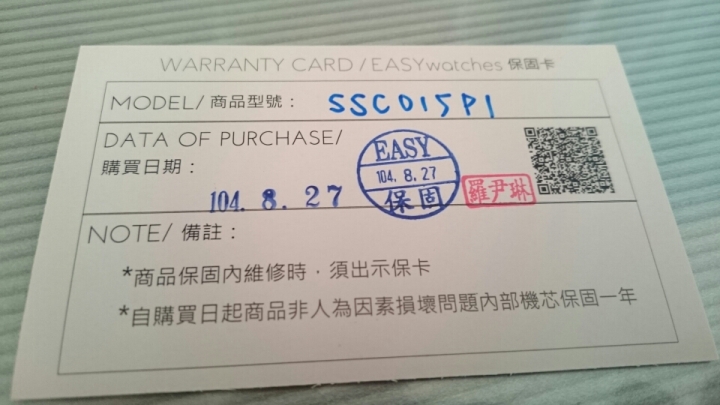 WARRANTY CARD / EASYwatches 保固卡
MODEL/ 商品型號： SSC015P1
DATA OF PURCHASE/
購買日期：
104. 8. 27
EASY
104. 8. 27
保固
羅尹琳
NOTE/ 備註：
*商品保固內維修時，須出示保卡
*自購買日起商品非人為因素損壞問題內部機芯保固一年